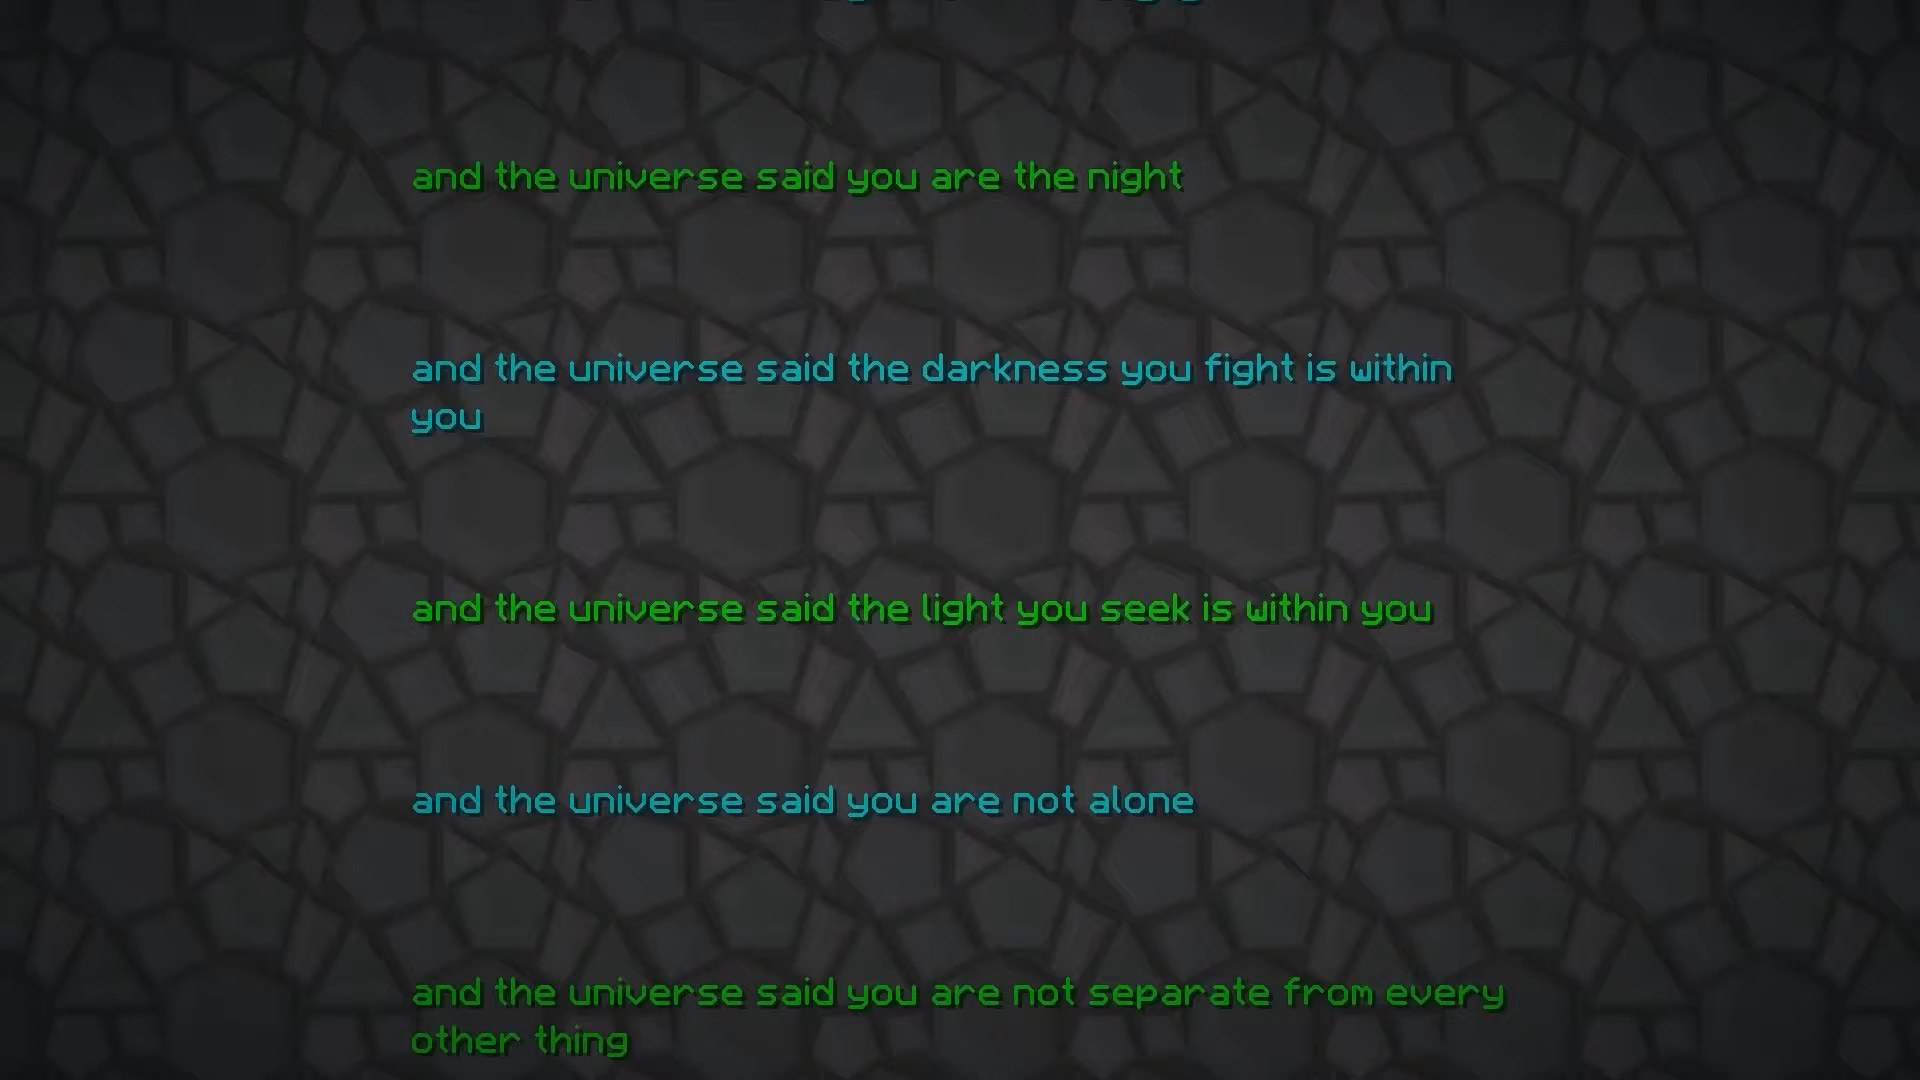 and the universe said you are the night
and the universe said the darkness you fight is within
you
and the universe said the light you seek is within you
and the universe said you are not alone
and the universe said you are not separate from every
other thing